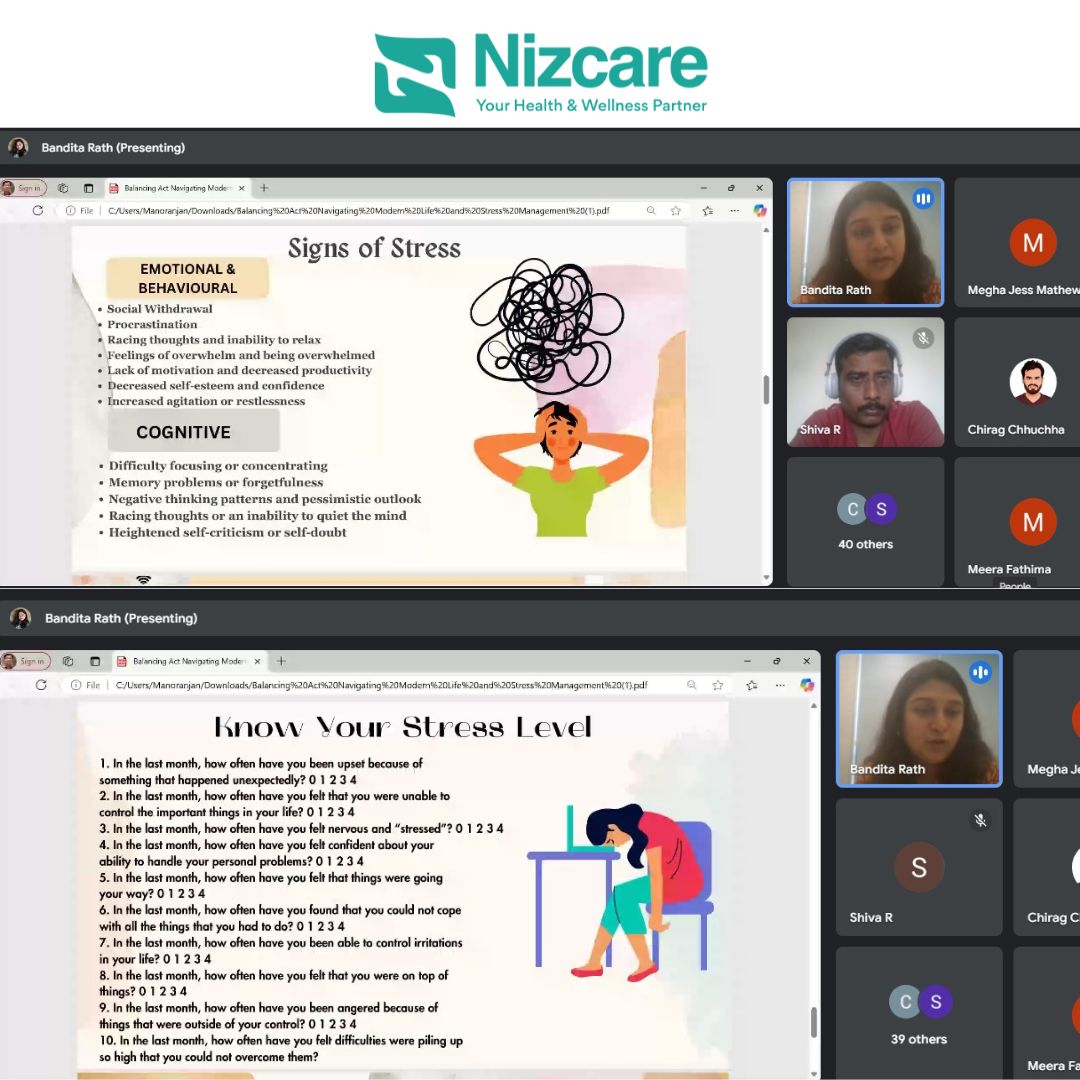 Nizcare
Your Health & Wellness Partner
Bandita Rath (Presenting)
Sign in
Balancing Act Navigating Moder
File
C:/Users/Manoranjan/Downloads/Balancing%20Act%20Navigating%20Modern%20Life%20and%20Stress%20Management%20(1).pdf
Signs of Stress
EMOTIONAL &
BEHAVIOURAL
• Social Withdrawal
• Procrastination
• Racing thoughts and inability to relax
• Feelings of overwhelm and being overwhelmed
• Lack of motivation and decreased productivity
• Decreased self-esteem and confidence
• Increased agitation or restlessness
COGNITIVE
• Difficulty focusing or concentrating
• Memory problems or forgetfulness
• Negative thinking patterns and pessimistic outlook
• Racing thoughts or an inability to quiet the mind
• Heightened self-criticism or self-doubt
Bandita Rath
M
Megha Jess Mathew
Shiva R
Chirag Chhuchha
C S
40 others
M
Meera Fathima
People
Bandita Rath (Presenting)
Sign in
Balancing Act Navigating Moder
File
C:/Users/Manoranjan/Downloads/Balancing%20Act%20Navigating%20Modern%20Life%20and%20Stress%20Management%20(1).pdf
Know Your Stress Level
1. In the last month, how often have you been upset because of
something that happened unexpectedly? 0 1 2 3 4
2. In the last month, how often have you felt that you were unable to
control the important things in your life? 0 1 2 3 4
3. In the last month, how often have you felt nervous and “stressed”? 0 1 2 3 4
4. In the last month, how often have you felt confident about your
ability to handle your personal problems? 0 1 2 3 4
5. In the last month, how often have you felt that things were going
your way? 0 1 2 3 4
6. In the last month, how often have you found that you could not cope
with all the things that you had to do? 0 1 2 3 4
7. In the last month, how often have you been able to control irritations
in your life? 0 1 2 3 4
8. In the last month, how often have you felt that you were on top of
things? 0 1 2 3 4
9. In the last month, how often have you been angered because of
things that were outside of your control? 0 1 2 3 4
10. In the last month, how often have you felt difficulties were piling up
so high that you could not overcome them?
Bandita Rath
Megha Je
S
Shiva R
Chirag C
C S
39 others
Meera Fa